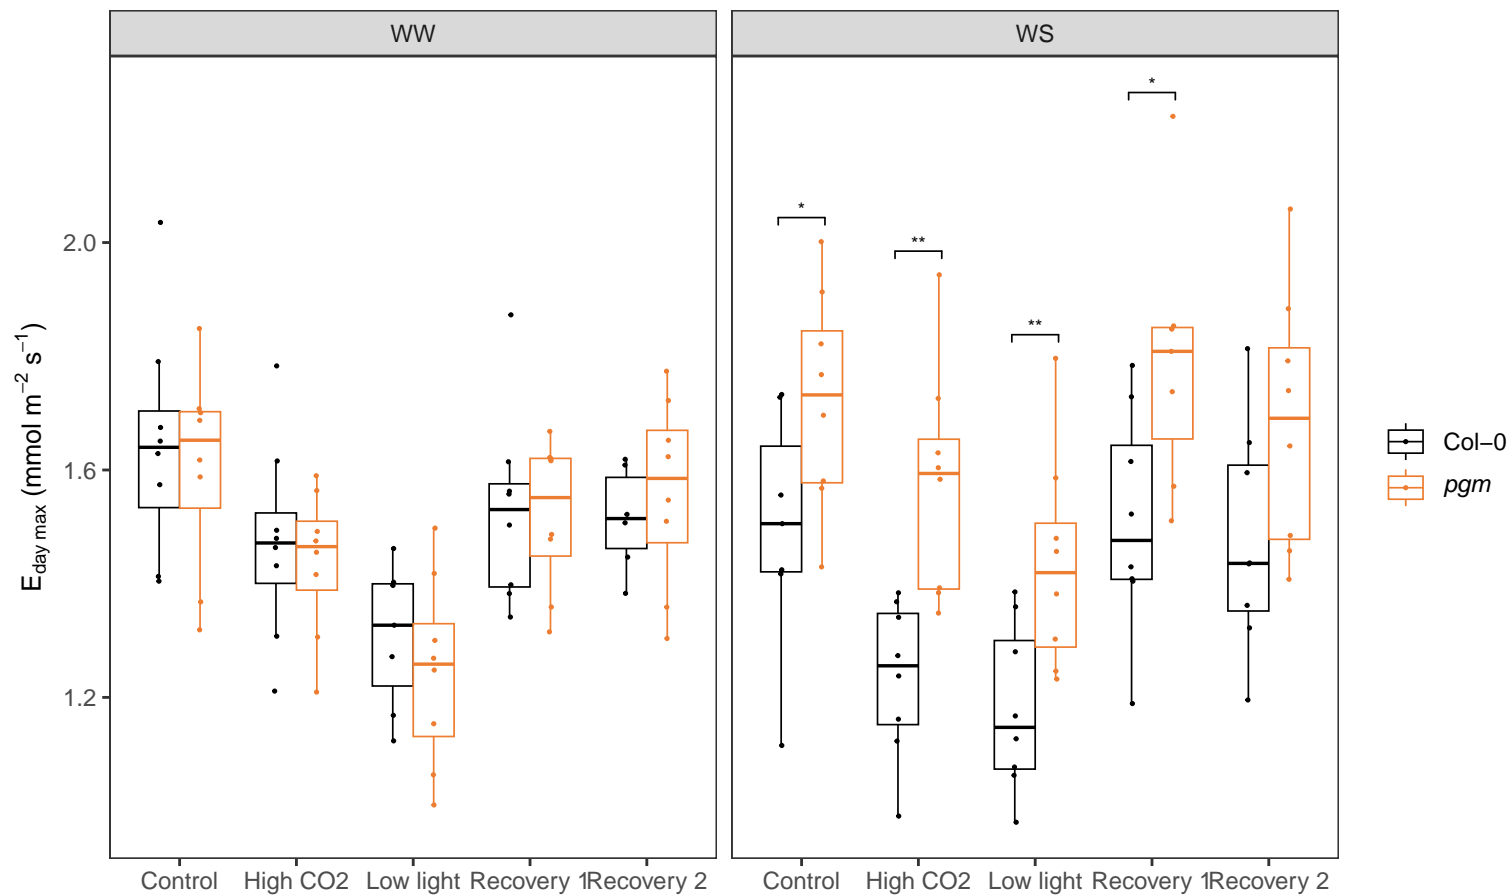 WW
WS
*
*
**
**
2.0
1.6
1.2
E day max (mmol m⁻² s⁻¹)
Col−0
pgm
Control High CO2 Low light Recovery 1 Recovery 2
Control High CO2 Low light Recovery 1 Recovery 2